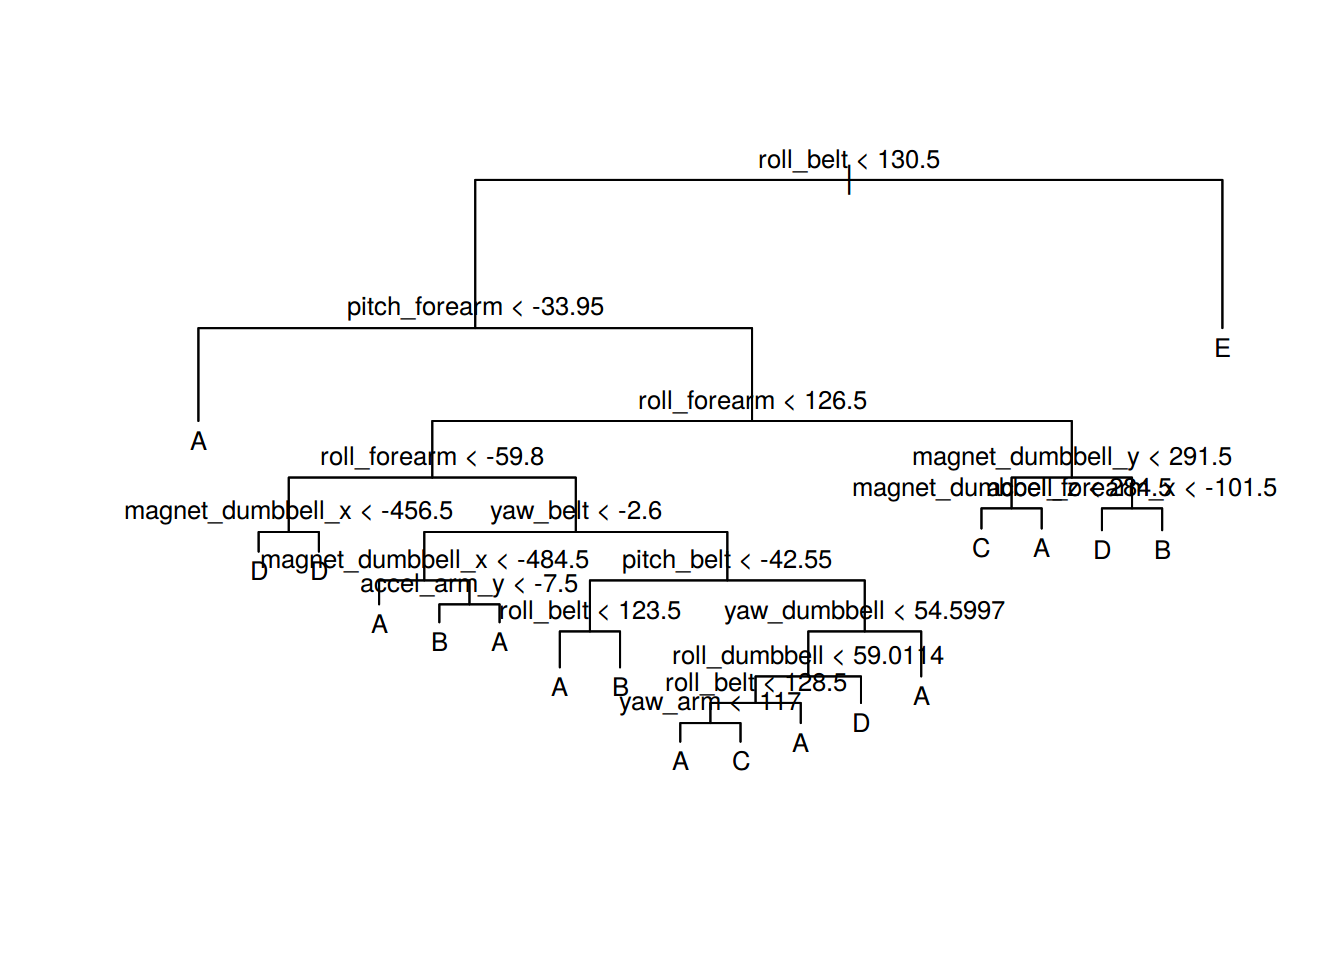 roll_belt < 130.5
pitch_forearm < -33.95
E
roll_forearm < 126.5
A
roll_forearm < -59.8
magnet_dumbbell_y < 291.5
magnet_dumbbell_z < 284.5
accel_forearm_x < -101.5
magnet_dumbbell_x < -456.5
yaw_belt < -2.6
C
A
D
B
D
D
magnet_dumbbell_x < -484.5
pitch_belt < -42.55
accel_arm_y < -7.5
A
B
A
roll_belt < 123.5
yaw_dumbbell < 54.5997
A
B
roll_dumbbell < 59.0114
A
roll_belt < 128.5
D
yaw_arm < 117
A
A
C